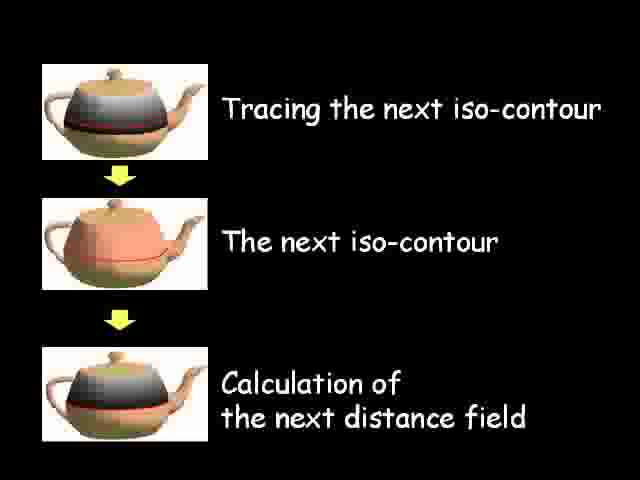 Tracing the next iso-contour
The next iso-contour
Calculation of
the next distance field